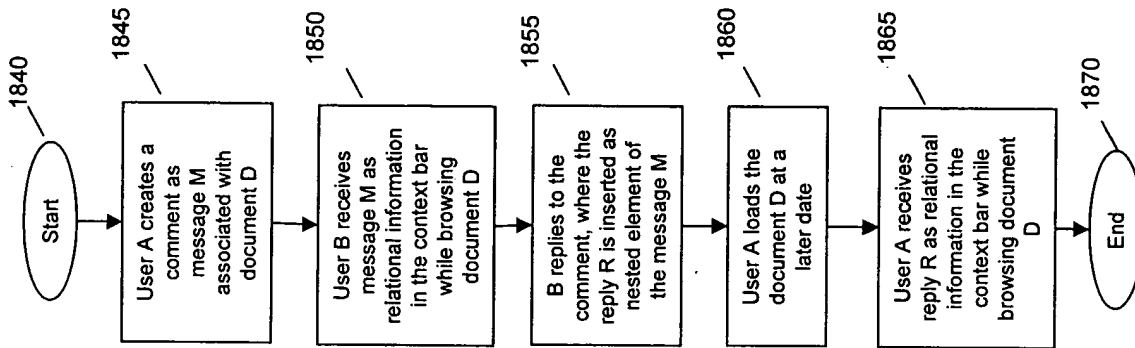 1840
Start
1845
User A creates a
comment as
message M
associated with
document D
1850
User B receives
message M as
relational information
in the context bar
while browsing
document D
1855
B replies to the
comment, where the
reply R is inserted as
nested element of
the message M
1860
User A loads the
document D at a
later date
1865
User A receives
reply R as relational
information in the
context bar while
browsing document
D
1870
End